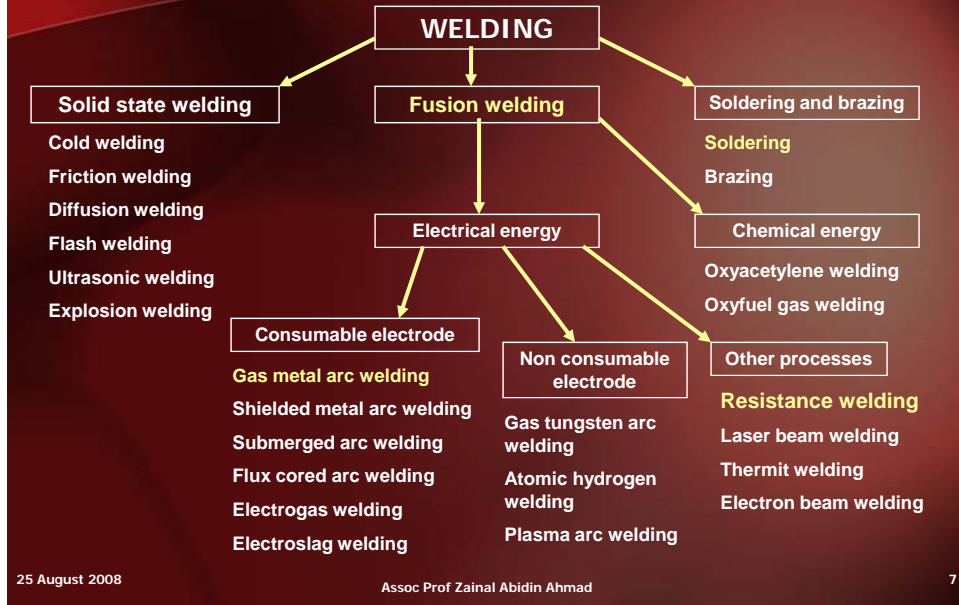 WELDING
Solid state welding
Cold welding
Friction welding
Diffusion welding
Flash welding
Ultrasonic welding
Explosion welding
Fusion welding
Soldering and brazing
Soldering
Brazing
Electrical energy
Chemical energy
Oxyacetylene welding
Oxyfuel gas welding
Consumable electrode
Gas metal arc welding
Shielded metal arc welding
Submerged arc welding
Flux cored arc welding
Electrogas welding
Electroslag welding
Non consumable
electrode
Gas tungsten arc
welding
Atomic hydrogen
welding
Plasma arc welding
Other processes
Resistance welding
Laser beam welding
Thermit welding
Electron beam welding
25 August 2008
Assoc Prof Zainal Abidin Ahmad
7